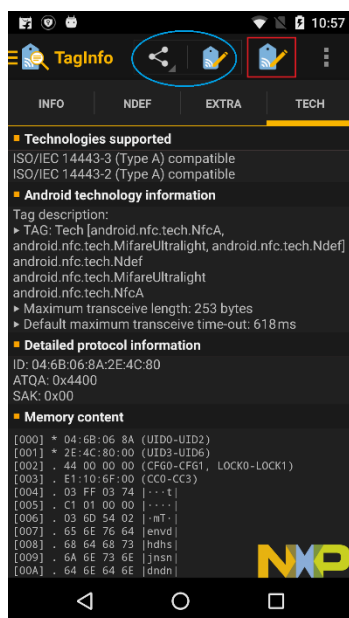 10:57
TagInfo
INFO NDEF EXTRA TECH
Technologies supported
ISO/IEC 14443-3 (Type A) compatible
ISO/IEC 14443-2 (Type A) compatible
Android technology information
Tag description:
▸ TAG: Tech [android.nfc.tech.NfcA,
android.nfc.tech.MifareUltralight, android.nfc.tech.Ndef]
android.nfc.tech.Ndef
android.nfc.tech.MifareUltralight
android.nfc.tech.NfcA
▸ Maximum transceive length: 253 bytes
▸ Default maximum transceive time-out: 618 ms
Detailed protocol information
ID: 04:6B:06:8A:2E:4C:80
ATQA: 0x4400
SAK: 0x00
Memory content
[000] * 04:6B:06 8A (UID0-UID2)
[001] * 2E:4C:80:00 (UID3-UID6)
[002] . 44 00 00 00 (CFG0-CFG1, LOCK0-LOCK1)
[003] . E1:10:6F:00 (CC0-CC3)
[004] . 03 FF 03 74 |···t|
[005] . C1 01 00 00 |····|
[006] . 03 6D 54 02 |·mT·|
[007] . 65 6E 76 64 |envd|
[008] . 68 64 68 73 |hdhs|
[009] . 6A 6E 73 6E |jnsn|
[00A] . 64 6E 64 6E |dndn|
NXP